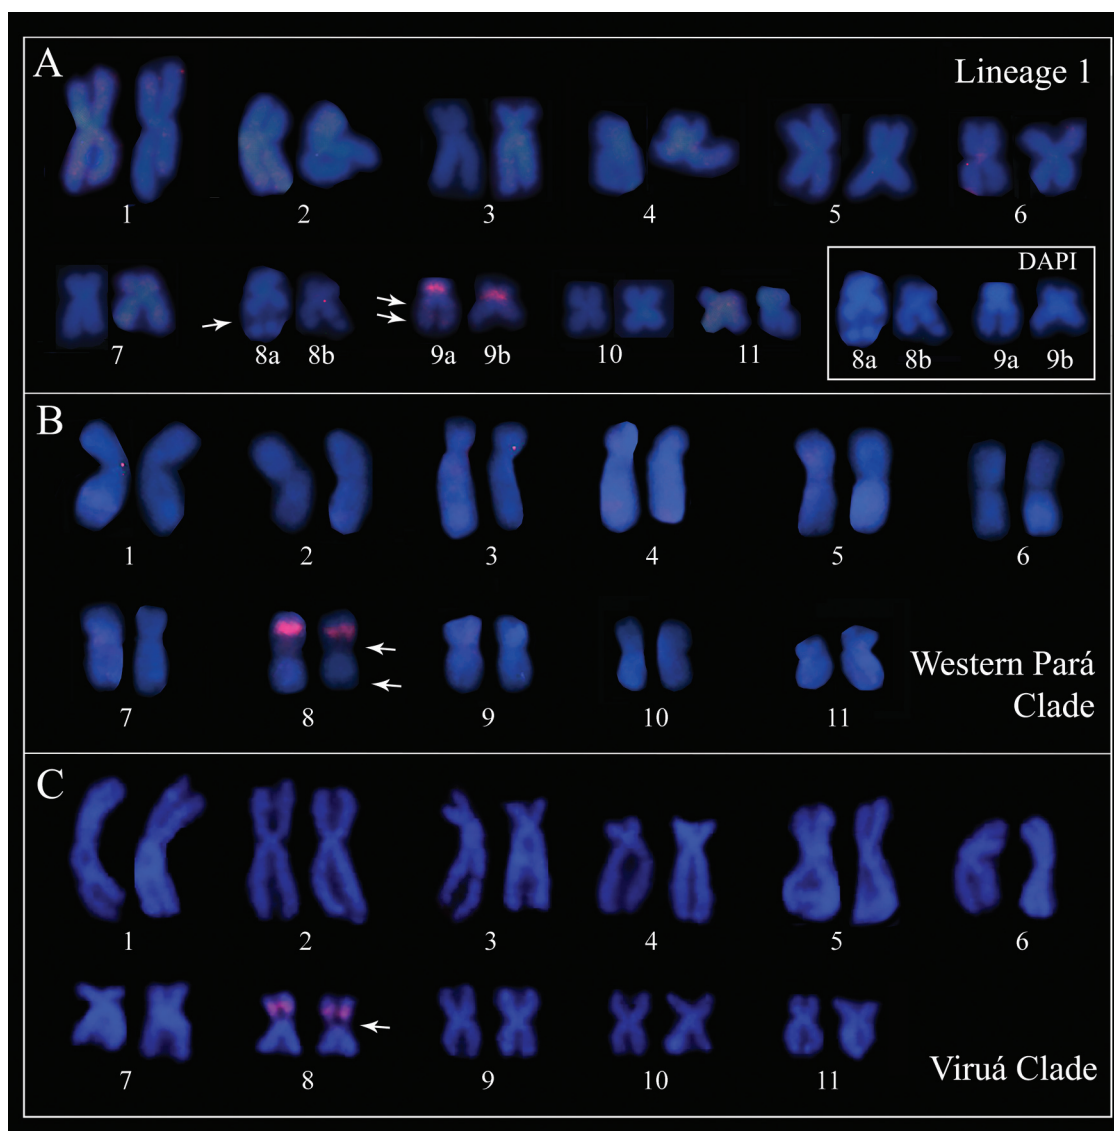 A
Lineage 1
1 2 3 4 5 6
DAPI
7 8a 8b 9a 9b 10 11 8a 8b 9a 9b
B
1 2 3 4 5 6
Western Pará
Clade
7 8 9 10 11
C
1 2 3 4 5 6
Viruá Clade
7 8 9 10 11